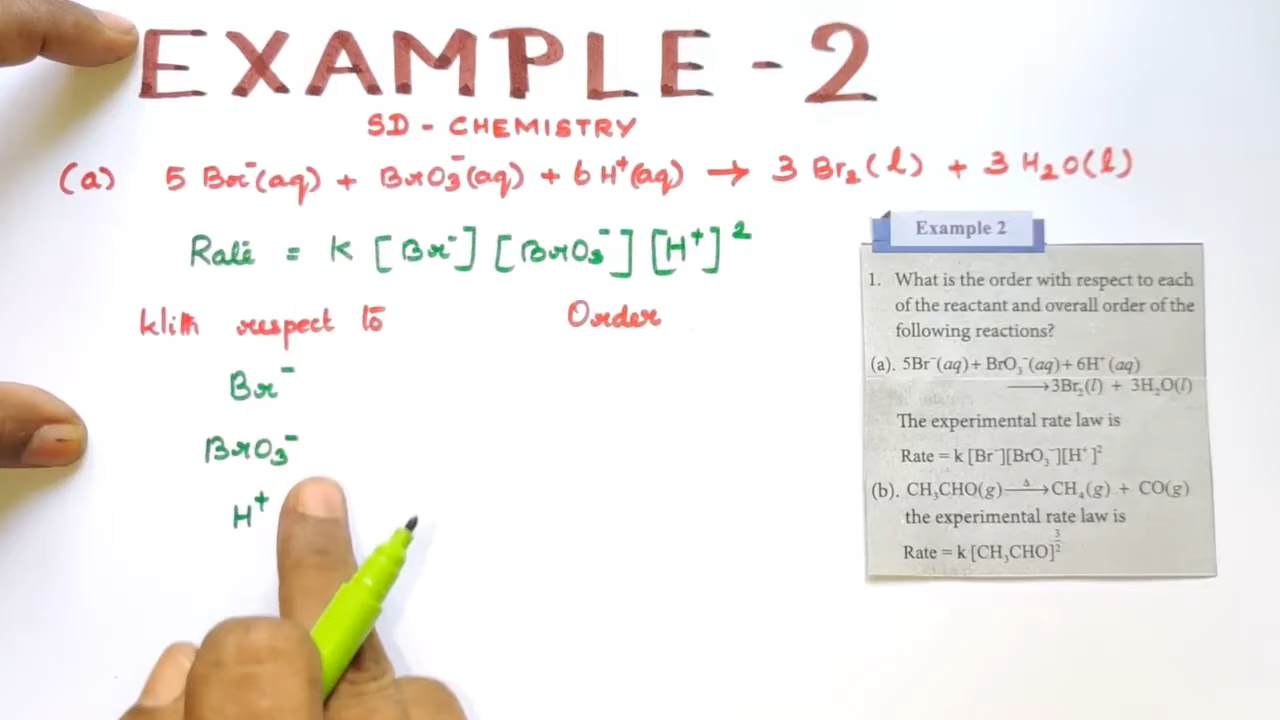 EXAMPLE - 2
SD - CHEMISTRY
(a) 5 Br⁻(aq) + BrO₃⁻(aq) + 6 H⁺(aq) → 3 Br₂(l) + 3 H₂O(l)
Rate = k [Br⁻] [BrO₃⁻] [H⁺]²
With respect to Order
Br⁻
BrO₃⁻
H⁺
Example 2
1. What is the order with respect to each
of the reactant and overall order of the
following reactions?
(a). 5Br⁻(aq) + BrO₃⁻(aq) + 6H⁺(aq)
⟶ 3Br₂(l) + 3H₂O(l)
The experimental rate law is
Rate = k [Br⁻][BrO₃⁻][H⁺]²
(b). CH₃CHO(g) —Δ→ CH₄(g) + CO(g)
the experimental rate law is
Rate = k [CH₃CHO]^(3/2)